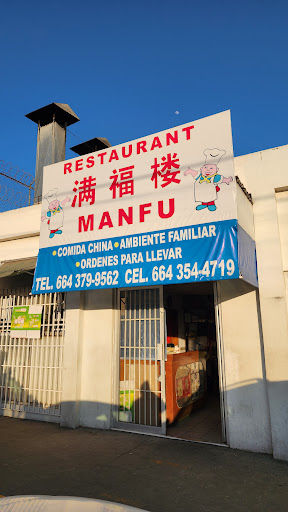 RESTAURANT
满福楼
MANFU
• COMIDA CHINA • AMBIENTE FAMILIAR
• ORDENES PARA LLEVAR
TEL. 664 379-9562 CEL. 664 354-4719